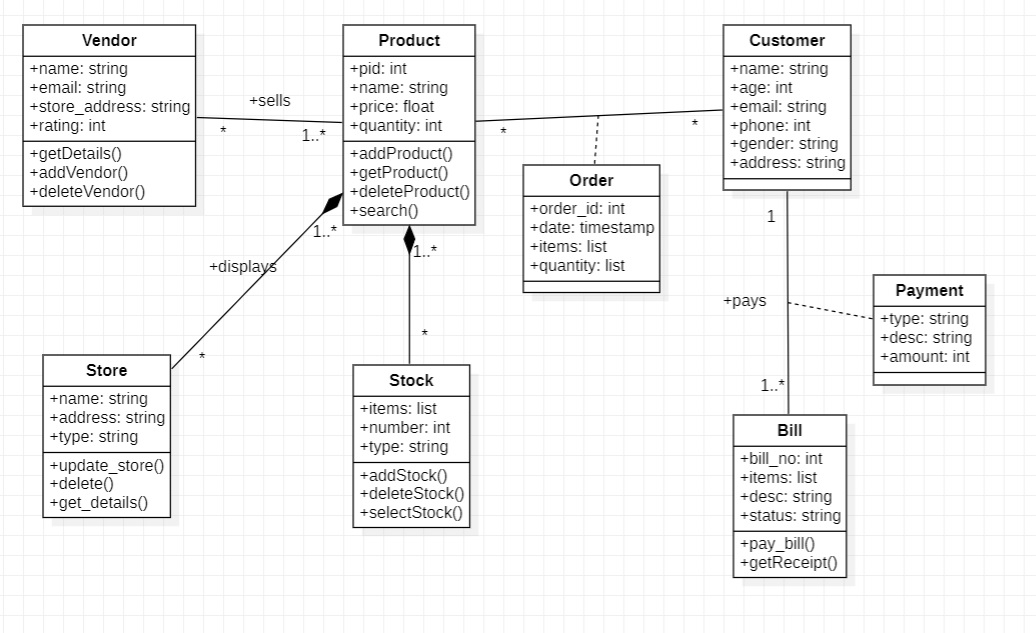 Vendor
+name: string
+email: string
+store_address: string
+rating: int
+getDetails()
+addVendor()
+deleteVendor()
+sells
*
1..*
Product
+pid: int
+name: string
+price: float
+quantity: int
+addProduct()
+getProduct()
+deleteProduct()
+search()
*
*
Customer
+name: string
+age: int
+email: string
+phone: int
+gender: string
+address: string
Order
+order_id: int
+date: timestamp
+items: list
+quantity: list
1..*
+displays
*
1..*
*
1
+pays
1..*
Payment
+type: string
+desc: string
+amount: int
Store
+name: string
+address: string
+type: string
+update_store()
+delete()
+get_details()
Stock
+items: list
+number: int
+type: string
+addStock()
+deleteStock()
+selectStock()
Bill
+bill_no: int
+items: list
+desc: string
+status: string
+pay_bill()
+getReceipt()